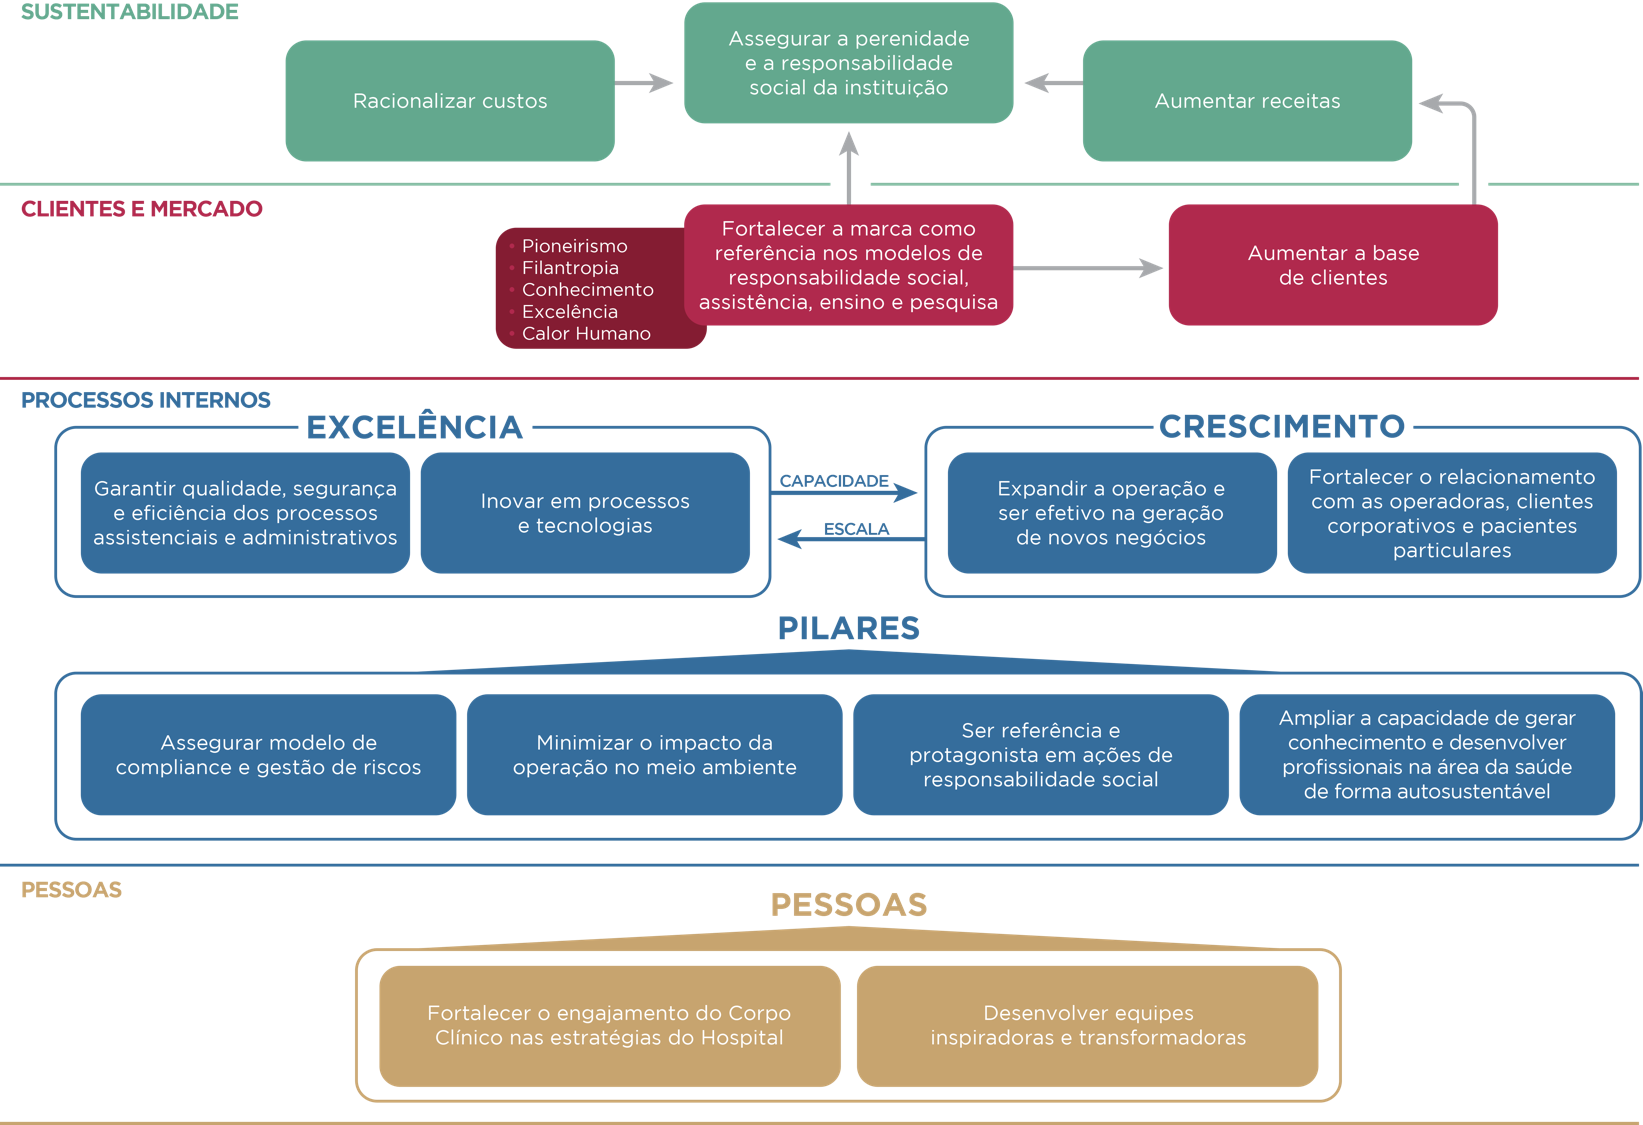 SUSTENTABILIDADE
Racionalizar custos
Assegurar a perenidade
e a responsabilidade
social da instituição
Aumentar receitas
CLIENTES E MERCADO
• Pioneirismo
• Filantropia
• Conhecimento
• Excelência
• Calor Humano
Fortalecer a marca como
referência nos modelos de
responsabilidade social,
assistência, ensino e pesquisa
Aumentar a base
de clientes
PROCESSOS INTERNOS
EXCELÊNCIA
Garantir qualidade, segurança
e eficiência dos processos
assistenciais e administrativos
Inovar em processos
e tecnologias
CAPACIDADE
ESCALA
CRESCIMENTO
Expandir a operação e
ser efetivo na geração
de novos negócios
Fortalecer o relacionamento
com as operadoras, clientes
corporativos e pacientes
particulares
PILARES
Assegurar modelo de
compliance e gestão de riscos
Minimizar o impacto da
operação no meio ambiente
Ser referência e
protagonista em ações de
responsabilidade social
Ampliar a capacidade de gerar
conhecimento e desenvolver
profissionais na área da saúde
de forma autosustentável
PESSOAS
PESSOAS
Fortalecer o engajamento do Corpo
Clínico nas estratégias do Hospital
Desenvolver equipes
inspiradoras e transformadoras